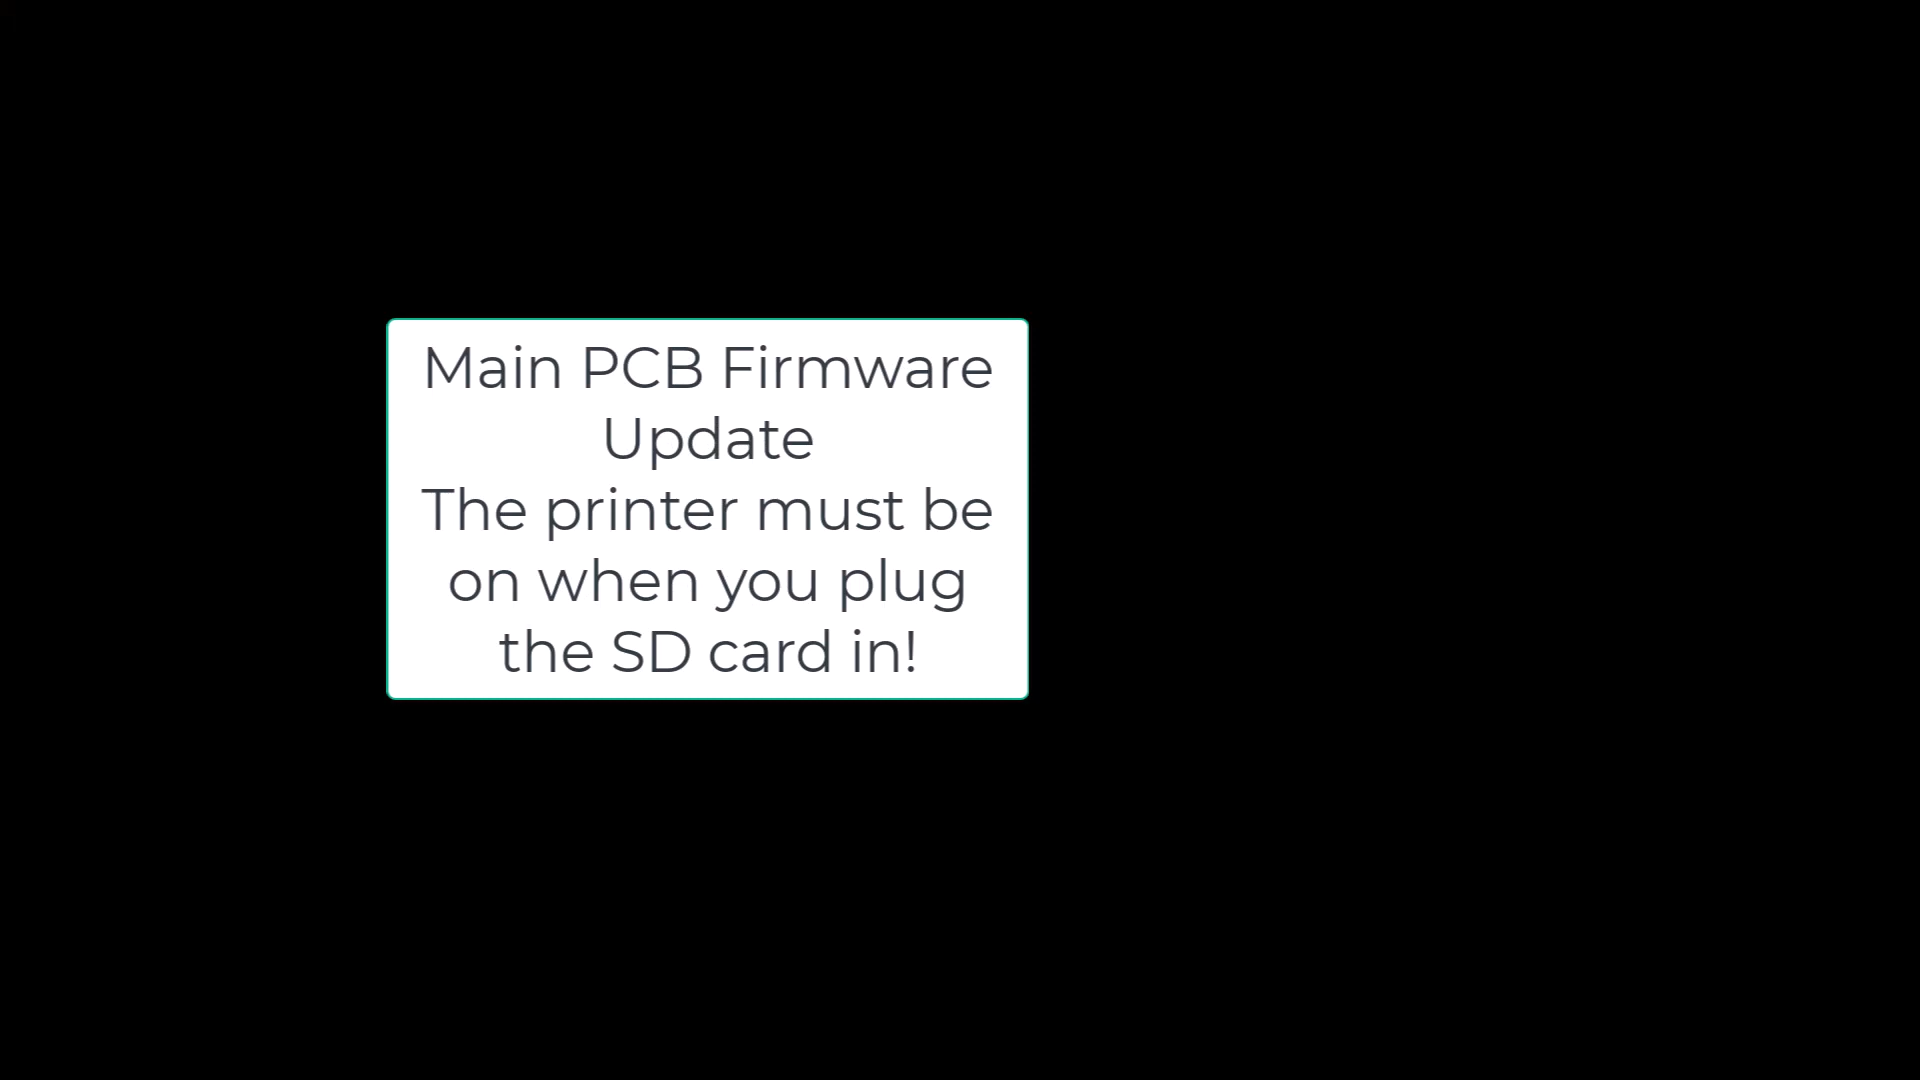 Main PCB Firmware
Update
The printer must be
on when you plug
the SD card in!